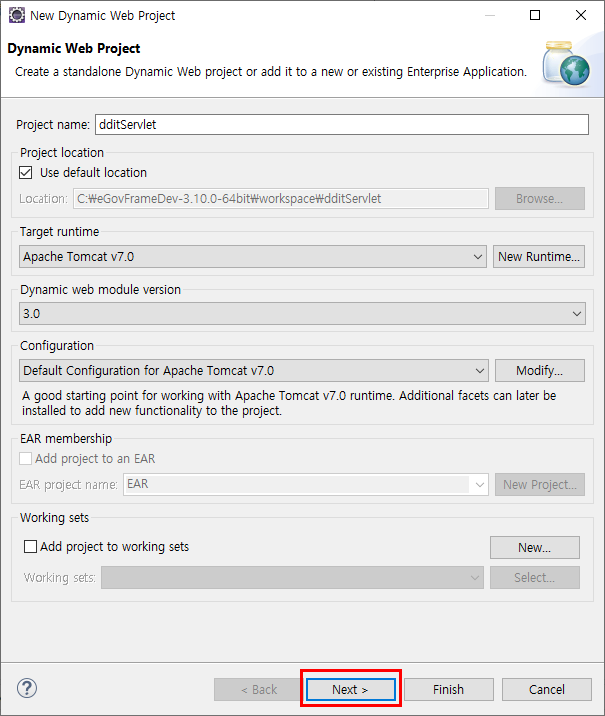 New Dynamic Web Project
Dynamic Web Project
Create a standalone Dynamic Web project or add it to a new or existing Enterprise Application.
Project name: dditServlet
Project location
Use default location
Location: C:₩eGovFrameDev-3.10.0-64bit₩workspace₩dditServlet Browse...
Target runtime
Apache Tomcat v7.0 New Runtime...
Dynamic web module version
3.0
Configuration
Default Configuration for Apache Tomcat v7.0 Modify...
A good starting point for working with Apache Tomcat v7.0 runtime. Additional facets can later be
installed to add new functionality to the project.
EAR membership
Add project to an EAR
EAR project name: EAR New Project...
Working sets
Add project to working sets New...
Working sets: Select...
? < Back Next > Finish Cancel